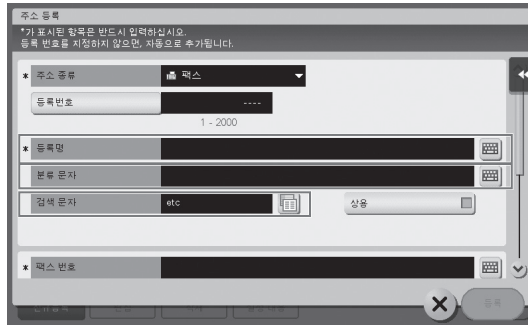 주소 등록
*가 표시된 항목은 반드시 입력하십시오.
등록 번호를 지정하지 않으면, 자동으로 추가됩니다.
* 주소 종류 팩스
등록번호 ----
1 - 2000
* 등록명
분류 문자
검색 문자 etc 상용
* 팩스 번호
등록